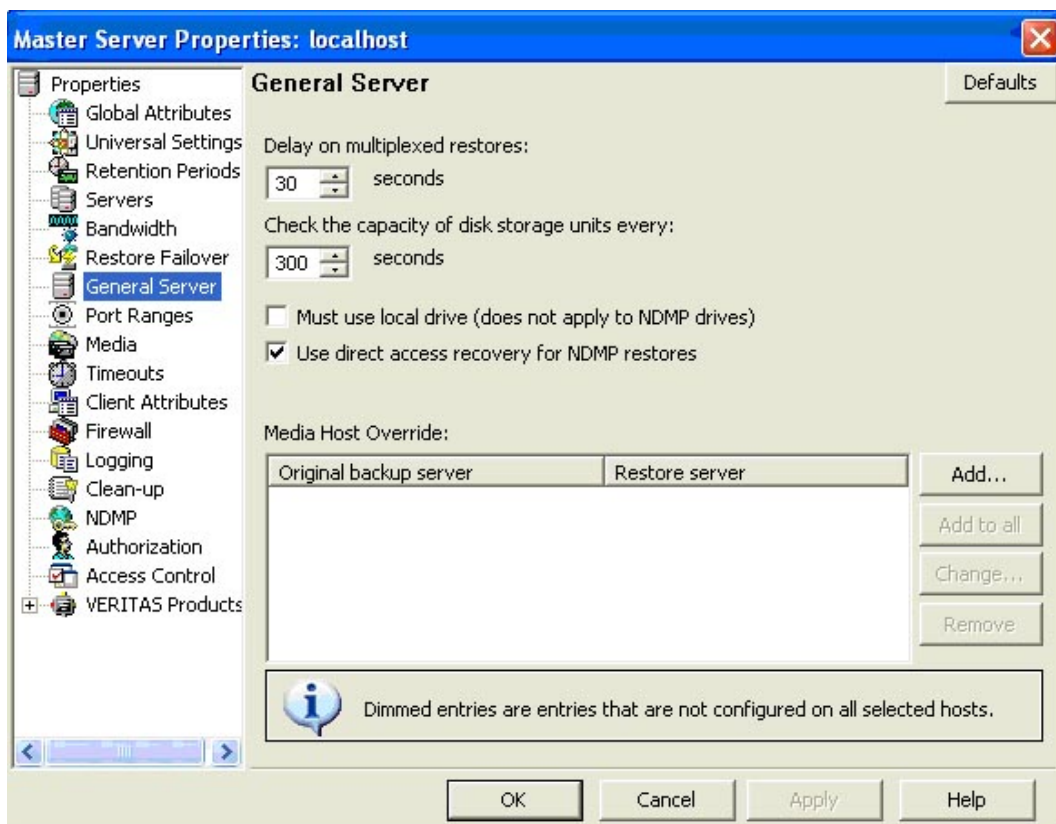 Master Server Properties: localhost
Properties
Global Attributes
Universal Settings
Retention Periods
Servers
Bandwidth
Restore Failover
General Server
Port Ranges
Media
Timeouts
Client Attributes
Firewall
Logging
Clean-up
NDMP
Authorization
Access Control
VERITAS Products
General Server
Defaults
Delay on multiplexed restores:
30 seconds
Check the capacity of disk storage units every:
300 seconds
Must use local drive (does not apply to NDMP drives)
Use direct access recovery for NDMP restores
Media Host Override:
Original backup server Restore server
Add...
Add to all
Change...
Remove
Dimmed entries are entries that are not configured on all selected hosts.
OK Cancel Apply Help